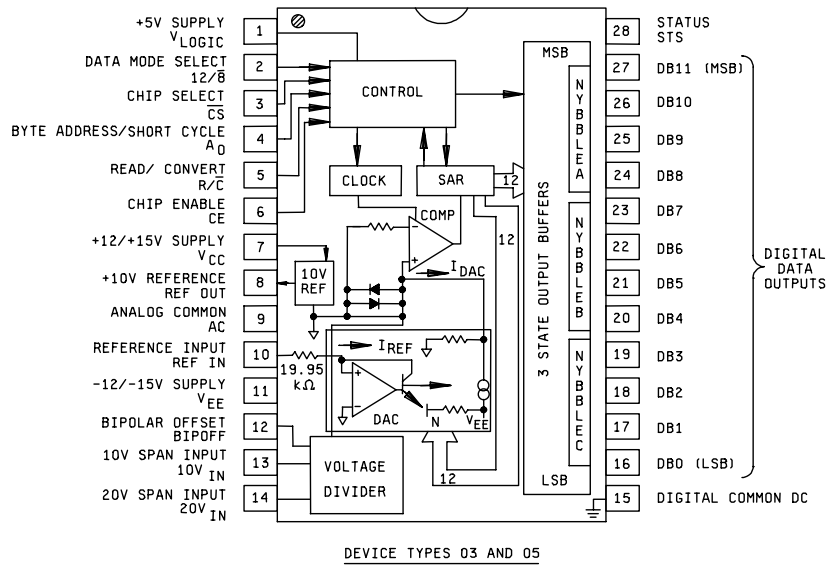 +5V SUPPLY
VLOGIC
1
DATA MODE SELECT
12/8̅
2
CHIP SELECT
C̅S̅
3
BYTE ADDRESS/SHORT CYCLE
A0
4
READ/ CONVERT
R/C̅
5
CHIP ENABLE
CE
6
+12/+15V SUPPLY
VCC
7
+10V REFERENCE
REF OUT
8
ANALOG COMMON
AC
9
REFERENCE INPUT
REF IN
10
-12/-15V SUPPLY
VEE
11
BIPOLAR OFFSET
BIPOFF
12
10V SPAN INPUT
10VIN
13
20V SPAN INPUT
20VIN
14
CONTROL
CLOCK
SAR
12
COMP
-
+
12
IDAC
10V
REF
IREF
19.95
kΩ
+
-
DAC
N
VEE
VOLTAGE
DIVIDER
12
MSB
3 STATE OUTPUT BUFFERS
LSB
NYBBLEA
NYBBLEB
NYBBLEC
28
STATUS
STS
27
DB11 (MSB)
26
DB10
25
DB9
24
DB8
23
DB7
22
DB6
21
DB5
20
DB4
19
DB3
18
DB2
17
DB1
16
DB0 (LSB)
15
DIGITAL COMMON DC
DIGITAL
DATA
OUTPUTS
DEVICE TYPES 03 AND 05